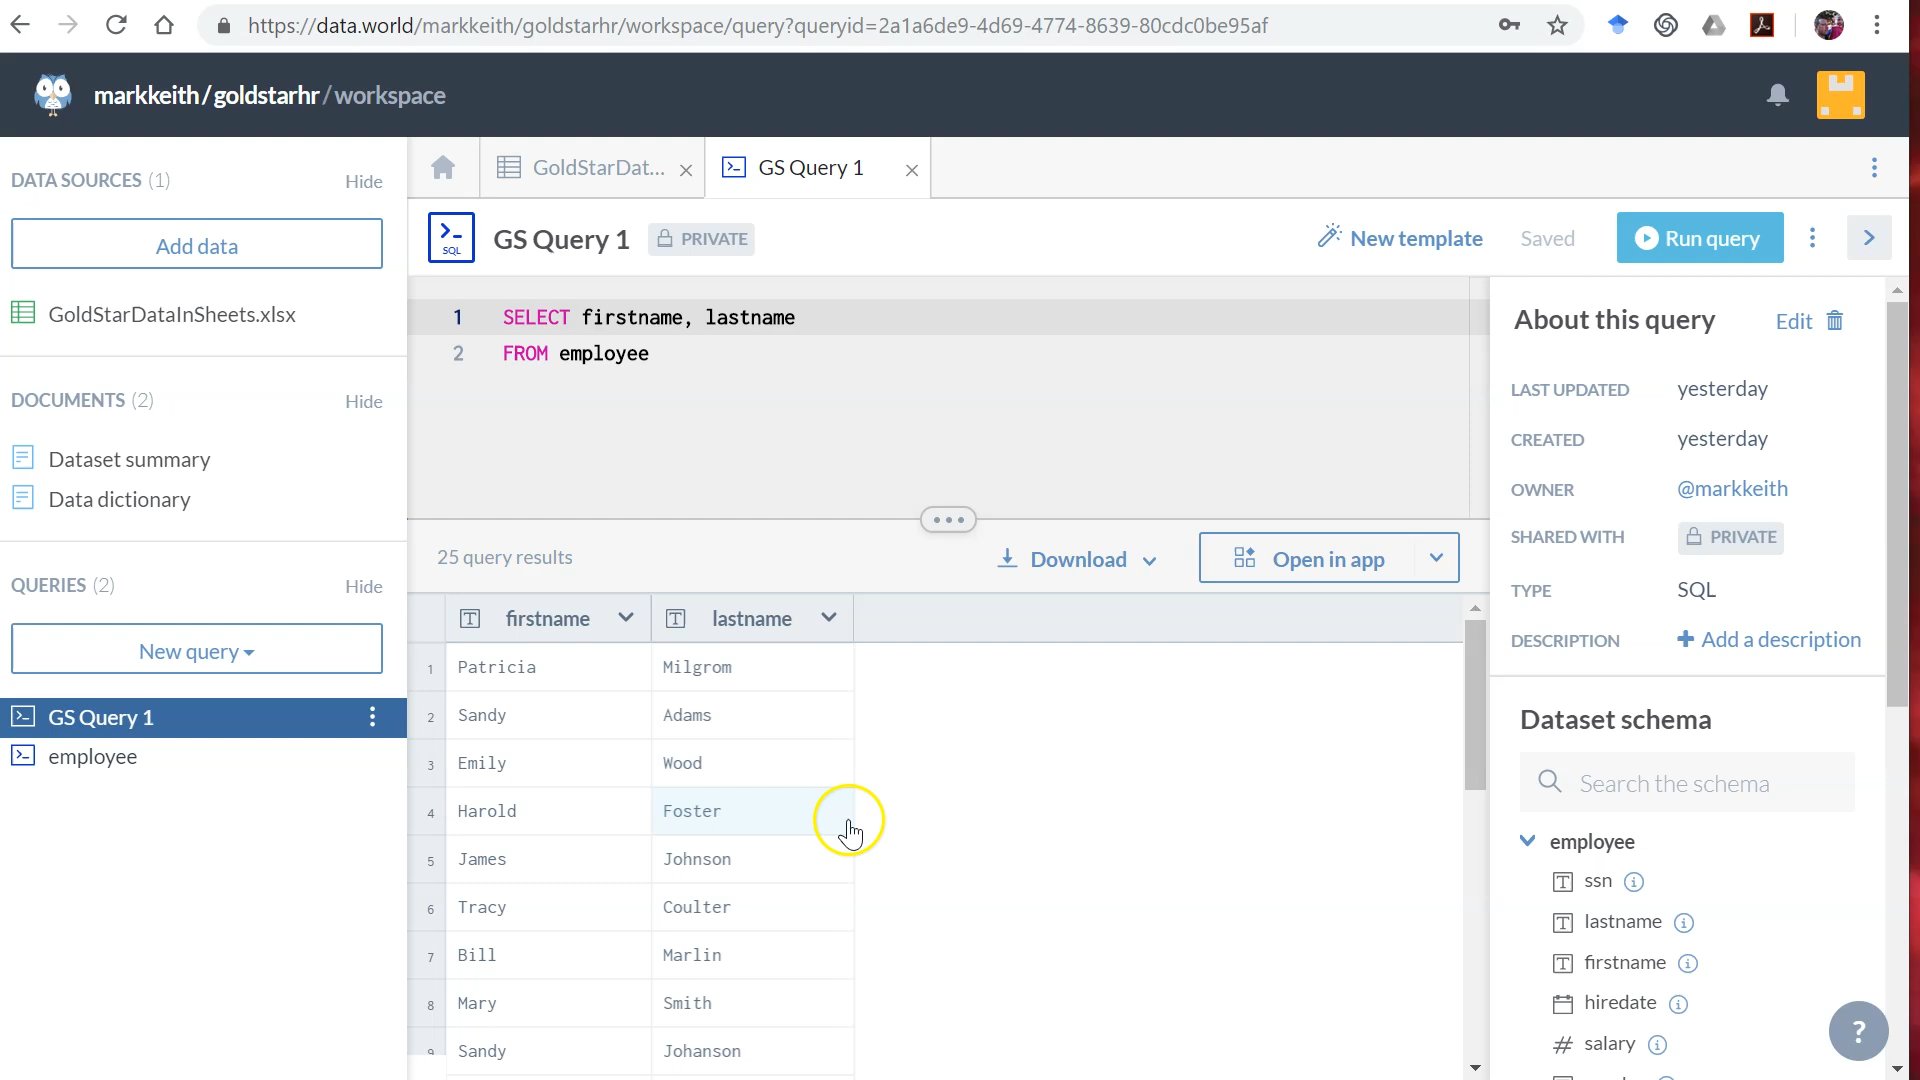 https://data.world/markkeith/goldstarhr/workspace/query?queryid=2a1a6de9-4d69-4774-8639-80cdc0be95af
markkeith/goldstarhr/workspace
DATA SOURCES (1)
Hide
Add data
GoldStarDataInSheets.xlsx
DOCUMENTS (2)
Hide
Dataset summary
Data dictionary
QUERIES (2)
Hide
New query
GS Query 1
employee
GoldStarDat...
GS Query 1
SQL
GS Query 1
PRIVATE
New template
Saved
Run query
1 SELECT firstname, lastname
2 FROM employee
25 query results
Download
Open in app
firstname lastname
1 Patricia Milgrom
2 Sandy Adams
3 Emily Wood
4 Harold Foster
5 James Johnson
6 Tracy Coulter
7 Bill Marlin
8 Mary Smith
9 Sandy Johanson
About this query
Edit
LAST UPDATED yesterday
CREATED yesterday
OWNER @markkeith
SHARED WITH PRIVATE
TYPE SQL
DESCRIPTION + Add a description
Dataset schema
Search the schema
employee
ssn
lastname
firstname
hiredate
# salary
?